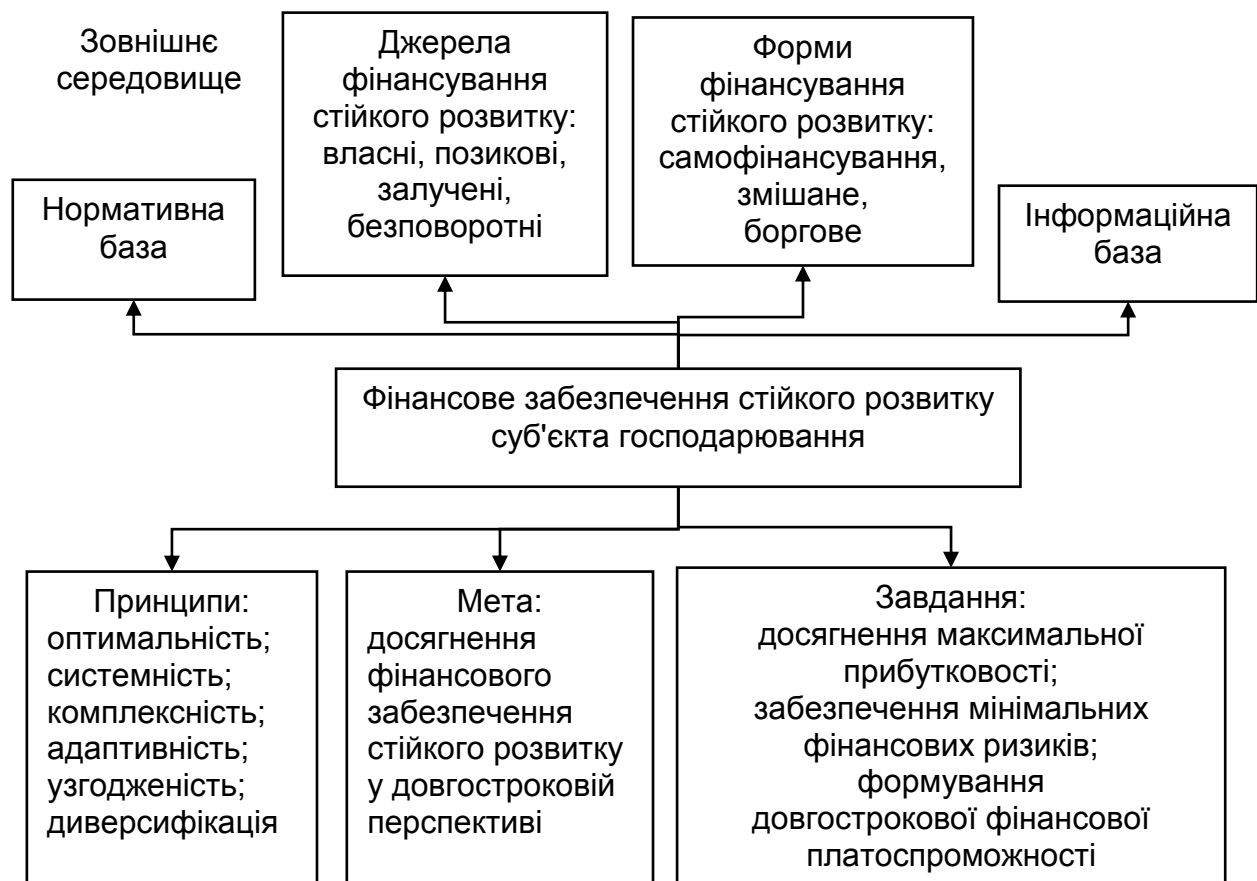 Зовнішнє
середовище
Джерела
фінансування
стійкого розвитку:
власні, позикові,
залучені,
безповоротні
Форми
фінансування
стійкого розвитку:
самофінансування,
змішане,
боргове
Нормативна
база
Інформаційна
база
Фінансове забезпечення стійкого розвитку
суб'єкта господарювання
Принципи:
оптимальність;
системність;
комплексність;
адаптивність;
узгодженість;
диверсифікація
Мета:
досягнення
фінансового
забезпечення
стійкого розвитку
у довгостроковій
перспективі
Завдання:
досягнення максимальної
прибутковості;
забезпечення мінімальних
фінансових ризиків;
формування
довгострокової фінансової
платоспроможності